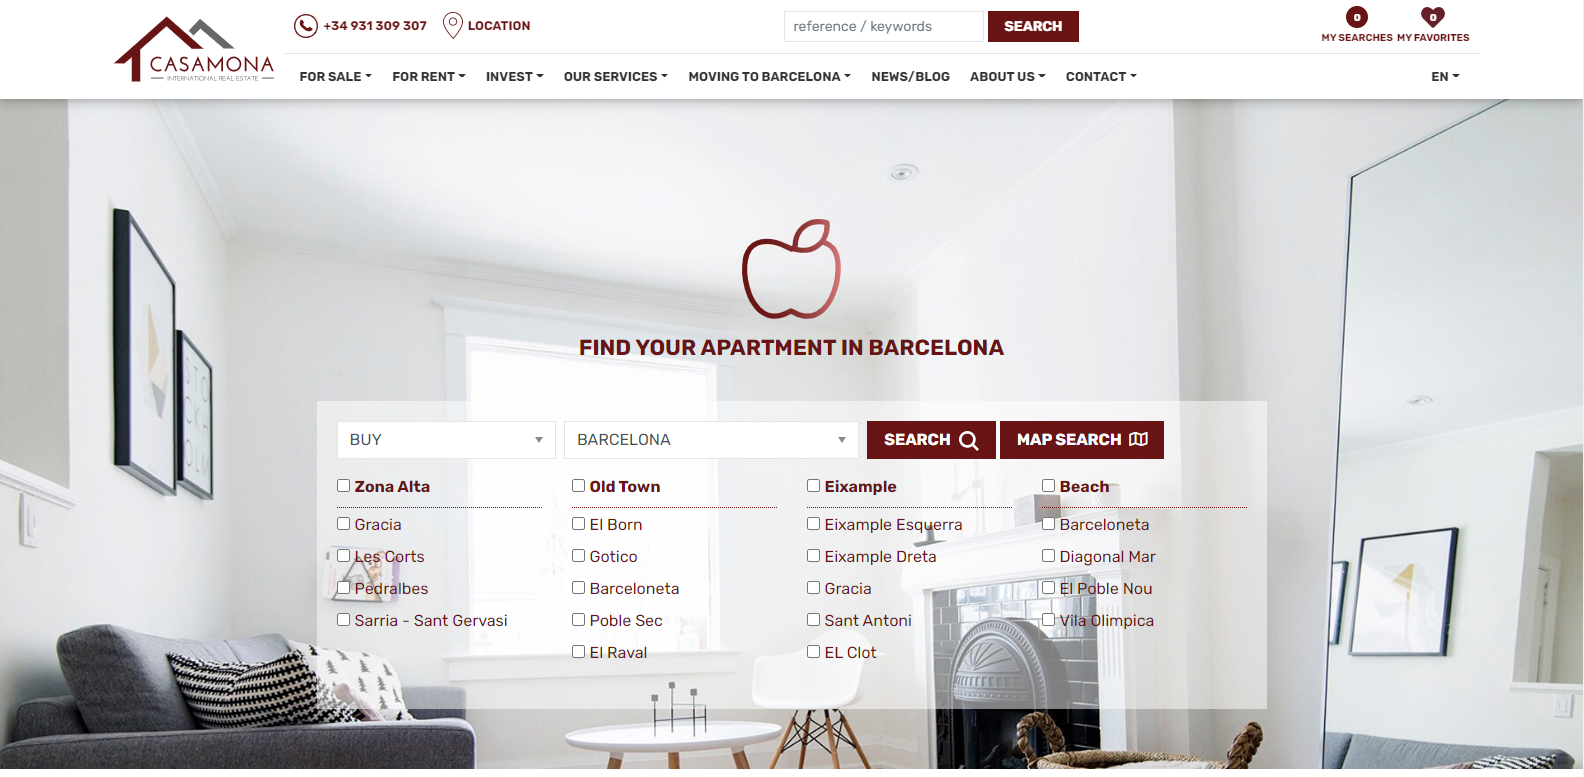 CASAMONA
INTERNATIONAL REAL ESTATE
+34 931 309 307
LOCATION
reference / keywords
SEARCH
0
MY SEARCHES
0
MY FAVORITES
FOR SALE
FOR RENT
INVEST
OUR SERVICES
MOVING TO BARCELONA
NEWS/BLOG
ABOUT US
CONTACT
EN
STO
CK
HOLM
FIND YOUR APARTMENT IN BARCELONA
BUY
BARCELONA
SEARCH
MAP SEARCH
Zona Alta
Gracia
Les Corts
Pedralbes
Sarria - Sant Gervasi
Old Town
El Born
Gotico
Barceloneta
Poble Sec
El Raval
Eixample
Eixample Esquerra
Eixample Dreta
Gracia
Sant Antoni
EL Clot
Beach
Barceloneta
Diagonal Mar
El Poble Nou
Vila Olimpica